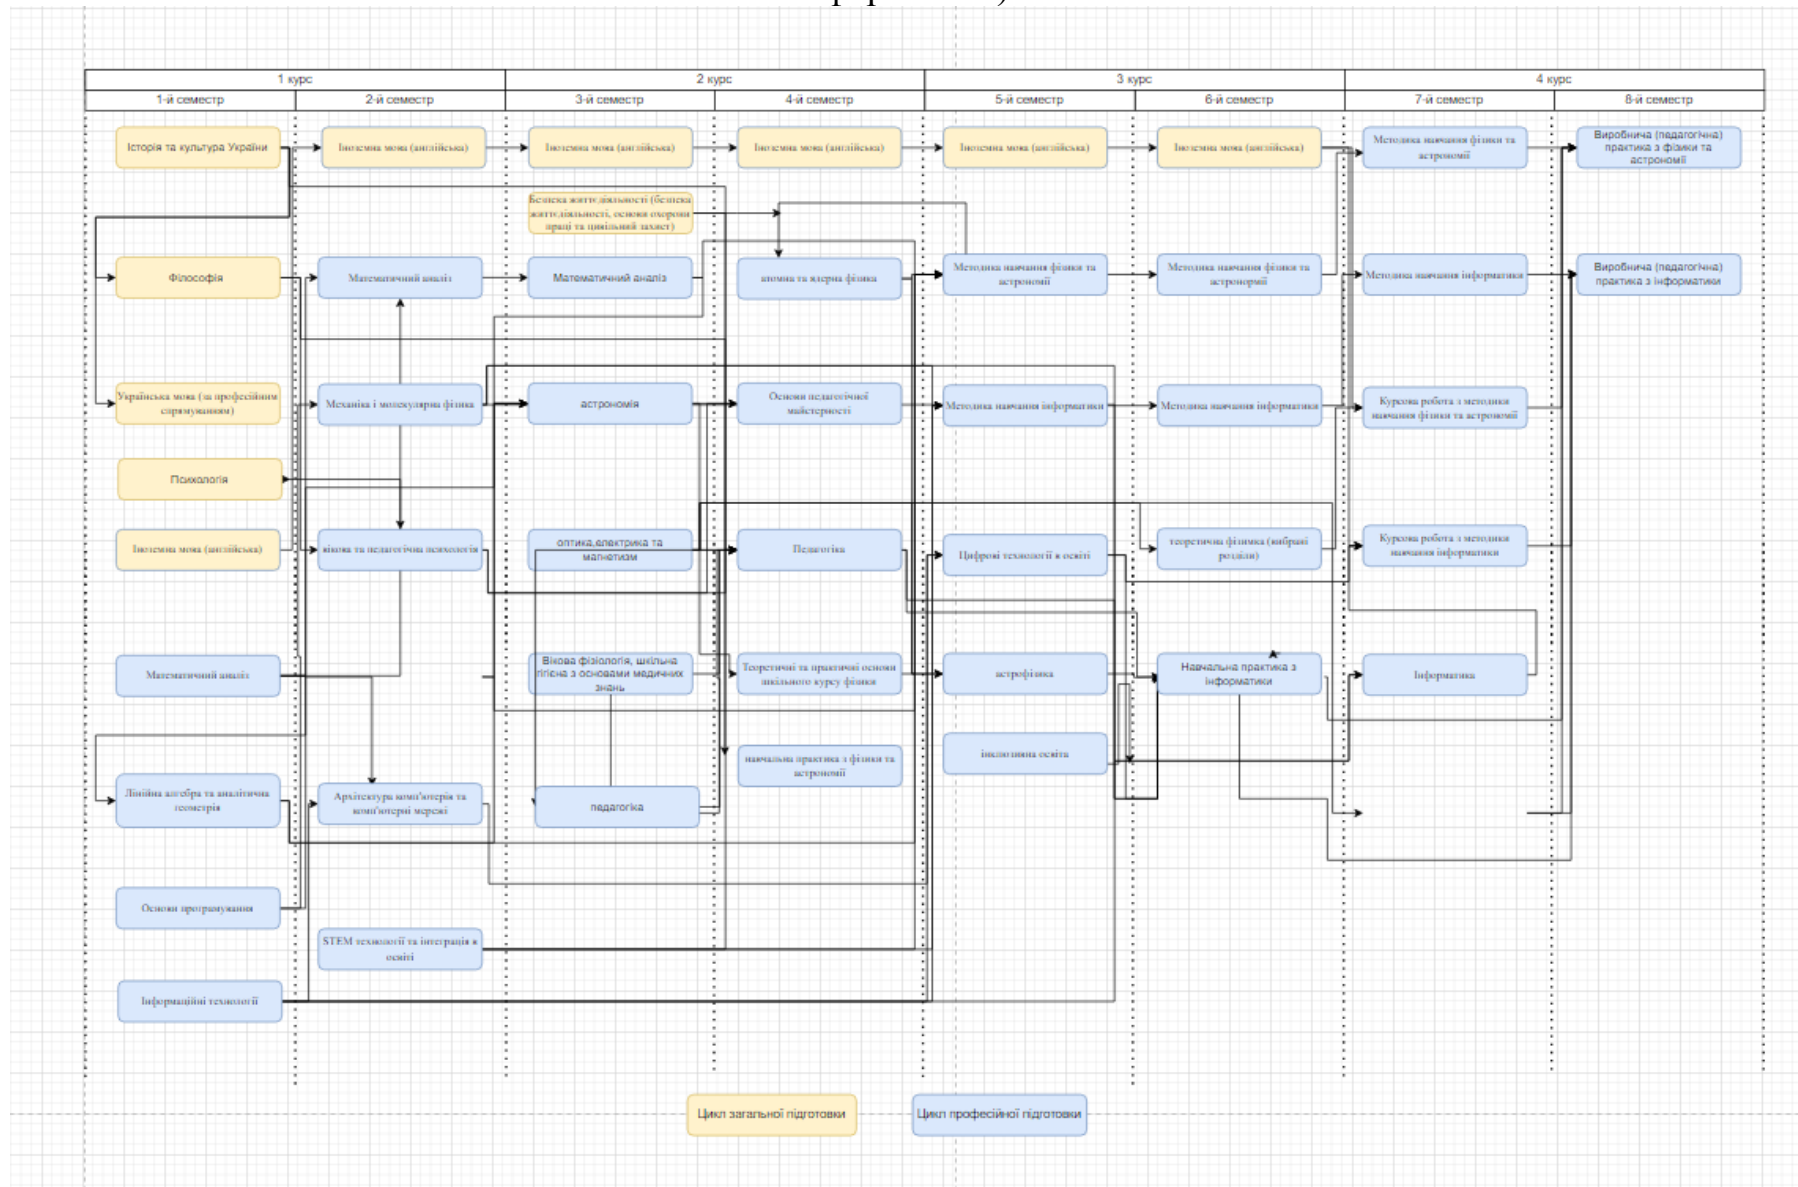 1 курс
2 курс
3 курс
4 курс
1-й семестр
2-й семестр
3-й семестр
4-й семестр
5-й семестр
6-й семестр
7-й семестр
8-й семестр
Історія та культура України
Іноземна мова (англійська)
Іноземна мова (англійська)
Іноземна мова (англійська)
Іноземна мова (англійська)
Іноземна мова (англійська)
Методика навчання фізики та
астрономії
Виробнича (педагогічна)
практика з фізики та
астрономії
Безпека життєдіяльності (безпека
життєдіяльності, основи охорони
праці та цивільний захист)
Філософія
Математичний аналіз
Математичний аналіз
атомна та ядерна фізика
Методика навчання фізики та
астрономії
Методика навчання фізики та
астронормії
Методика навчання інформатики
Виробнича (педагогічна)
практика з інформатики
Українська мова (за професійним
спрямуванням)
Механіка і молекулярна фізика
астрономія
Основи педагогічної
майстерності
Методика навчання інформатики
Методика навчання інформатики
Курсова робота з методики
навчання фізики та астрономії
Психологія
Іноземна мова (англійська)
вікова та педагогічна психологія
оптика,електрика та
магнетизм
Педагогіка
Цифрові технології в освіті
теоретична фізимка (вибрані
розділи)
Курсова робота з методики
навчання інформатики
Математичний аналіз
Вікова фізіологія, шкільна
гігієна з основами медичних
знань
Теоретичні та практичні основи
шкільного курсу фізики
астрофізика
Навчальна практика з
інформатики
Інформатика
навчальна практика з фізики та
астрономії
інклюзивна освіта
Лінійна алгебра та аналітична
геометрія
Архітектура комп'ютерів та
комп'ютерні мережі
педагогіка
Основи програмування
STEM технології та інтеграція в
освіті
Інформаційні технології
Цикл загальної підготовки
Цикл професійної підготовки